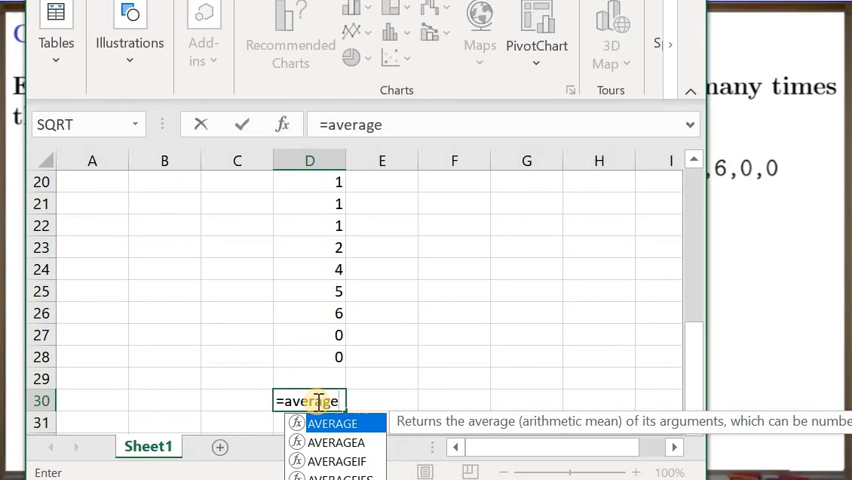 Tables
Illustrations
Add-
ins
Recommended
Charts
Maps
PivotChart
3D
Map
Sp
Charts
Tours
many times
t
SQRT
=average
A B C D E F G H I
,6,0,0
20 1
21 1
22 1
23 2
24 4
25 5
26 6
27 0
28 0
29
30 =average
31
AVERAGE
Returns the average (arithmetic mean) of its arguments, which can be numbe
AVERAGEA
AVERAGEIF
AVERAGEIFS
Sheet1
Enter
100%